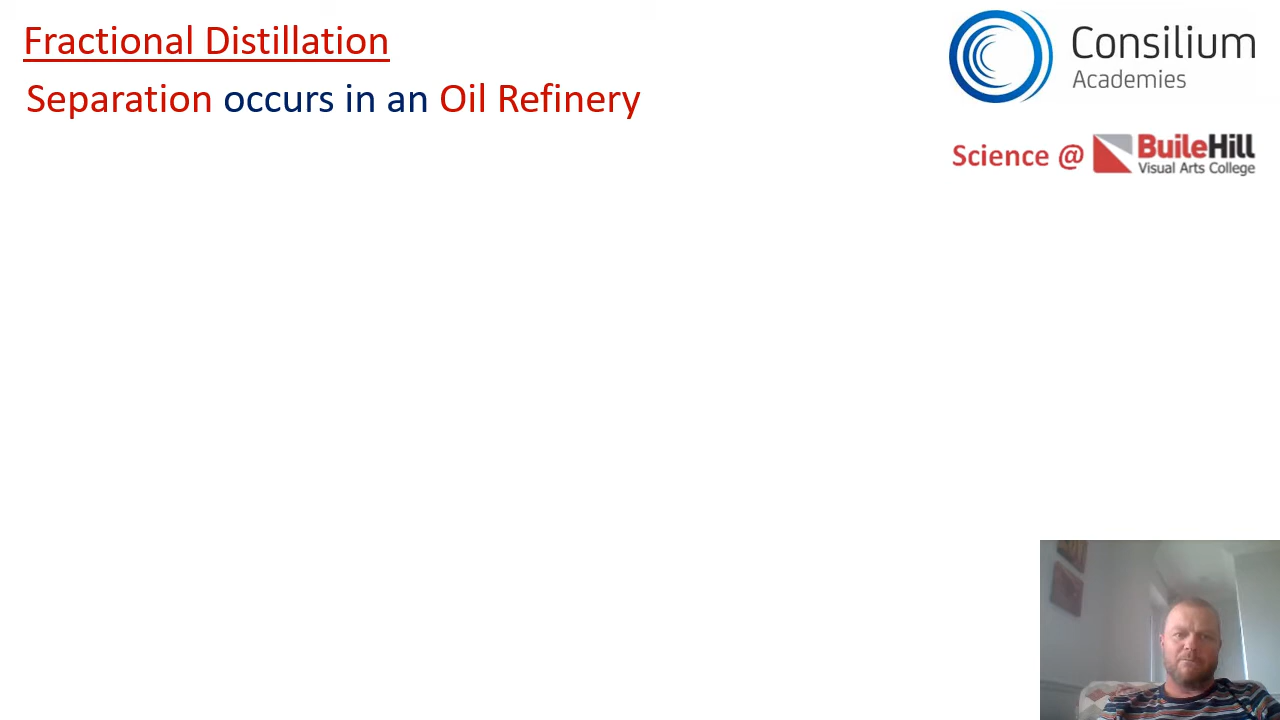 Fractional Distillation
Separation occurs in an Oil Refinery
Consilium
Academies
Science @ BuileHill
Visual Arts College